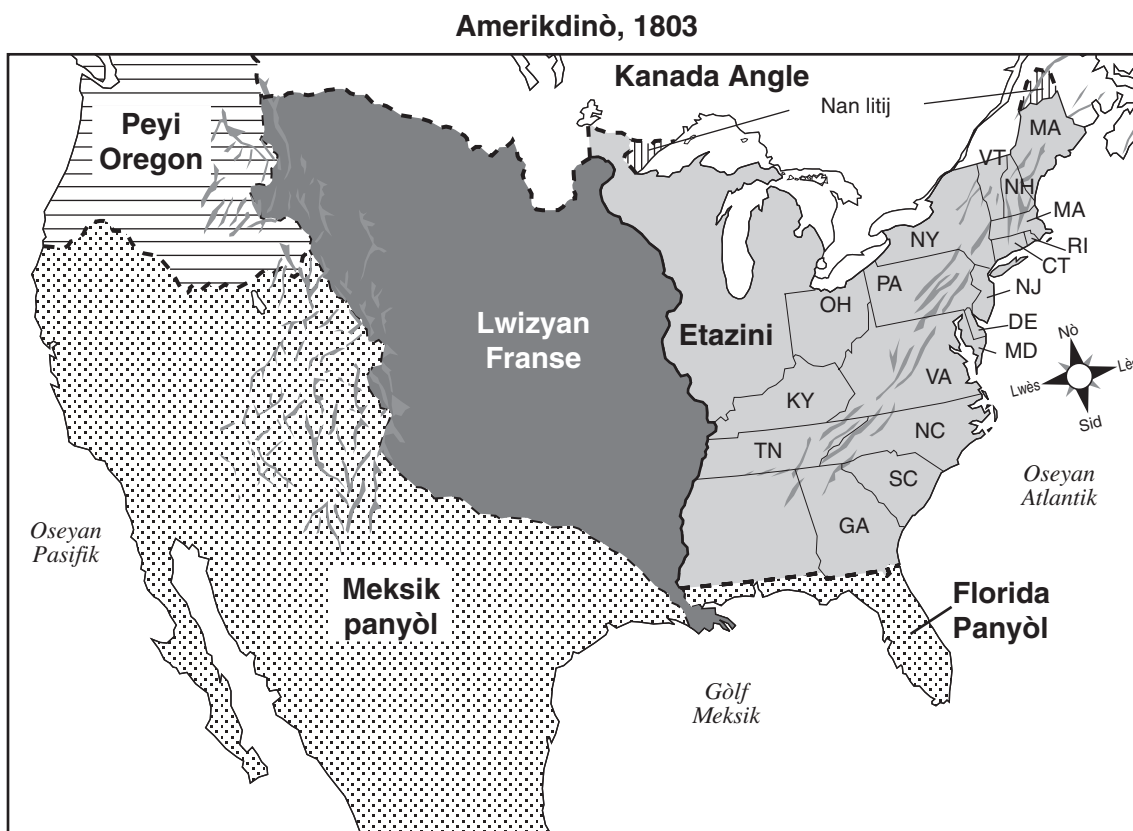 Amerikdinò, 1803
Kanada Angle
Nan litij
Peyi
Oregon
MA
VT
NH
MA
NY
RI
CT
PA
NJ
OH
Lwizyan
Franse
Etazini
DE
MD
Nò
Lwès
Sid
VA
KY
NC
TN
SC
GA
Oseyan
Atlantik
Oseyan
Pasifik
Meksik
panyòl
Florida
Panyòl
Gòlf
Meksik